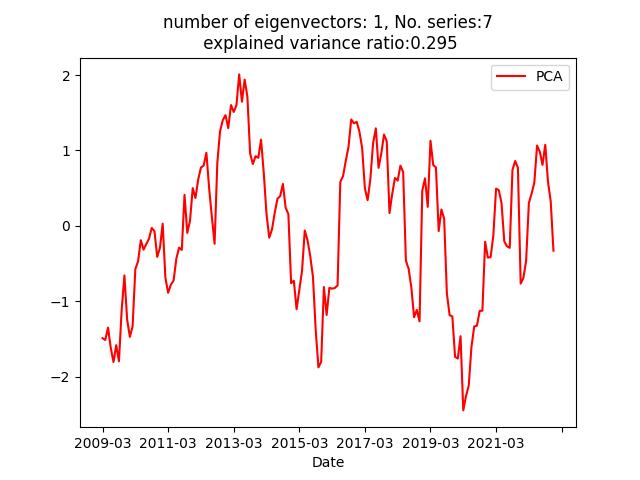 number of eigenvectors: 1, No. series:7
explained variance ratio:0.295
PCA
2
1
0
−1
−2
2009-03 2011-03 2013-03 2015-03 2017-03 2019-03 2021-03
Date